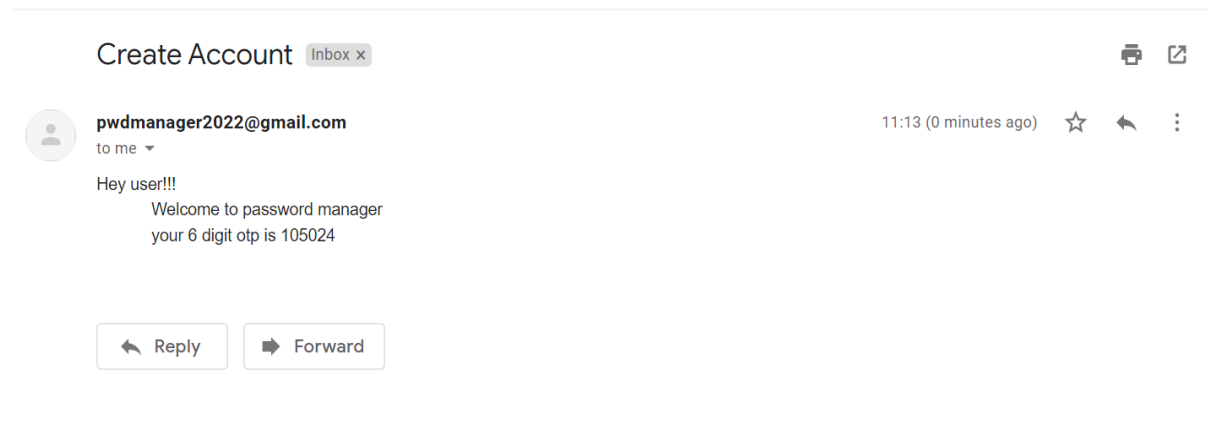 Create Account Inbox x
pwdmanager2022@gmail.com 11:13 (0 minutes ago)
to me
Hey user!!!
Welcome to password manager
your 6 digit otp is 105024
Reply Forward